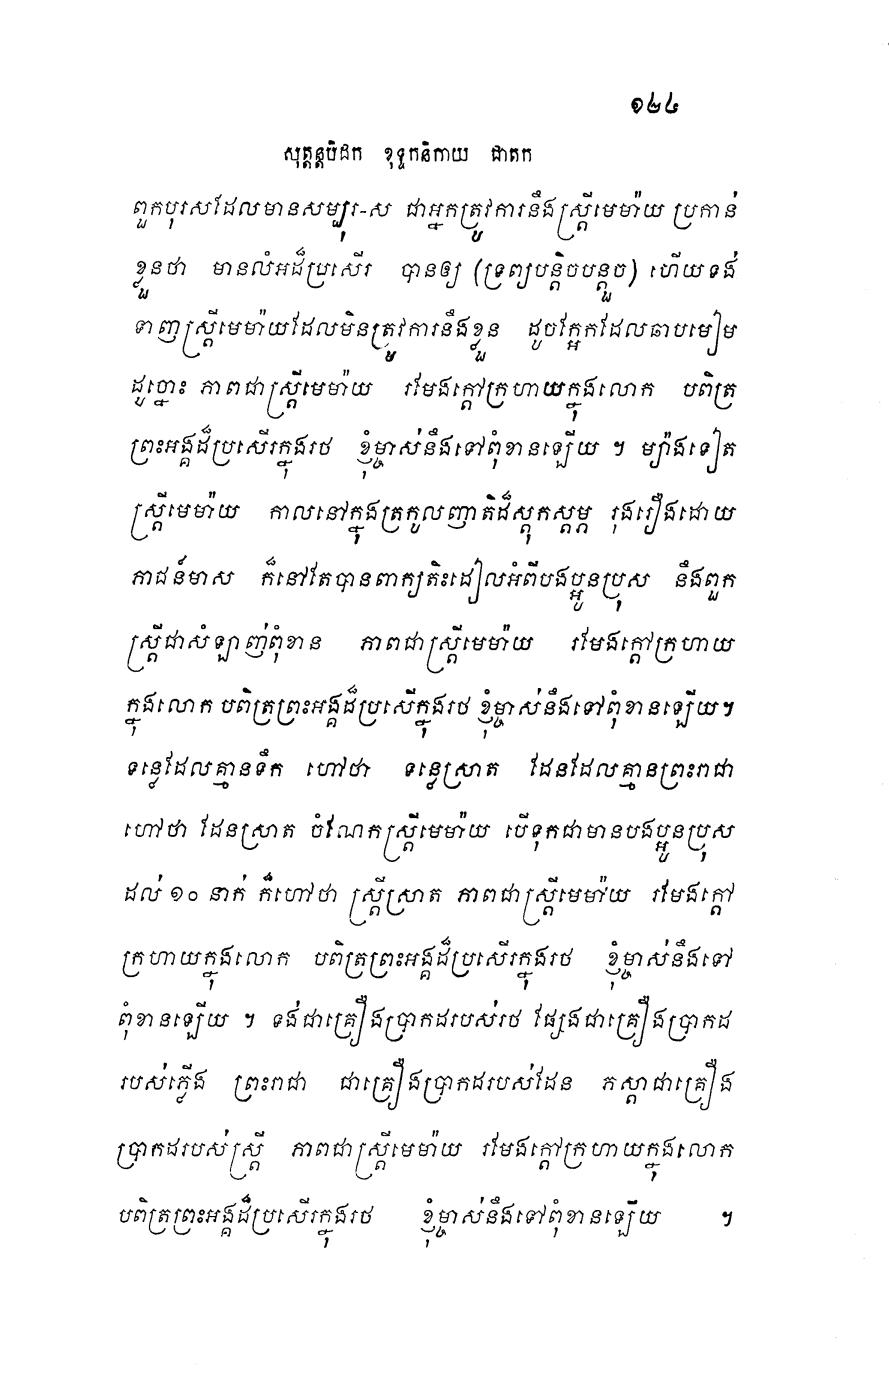 ១២៤
សុត្តន្តបិដក ខុទ្ទកនិកាយ ជាតក
ពួកបុរសដែលមានសម្បុរ-ស ជាអ្នកត្រូវការនឹងស្ត្រីមេម៉ាយ ប្រកាន់
ខ្លួនថា មានលំអដ៏ប្រសើរ បានឲ្យ (ទ្រព្យបន្តិចបន្តួច) ហើយទង់
ទាញស្ត្រីមេម៉ាយដែលមិនត្រូវការនឹងខ្លួន ដូចក្អែកដែលឆាបមៀម
ដូច្នោះ ភាពជាស្ត្រីមេម៉ាយ រមែងក្តៅក្រហាយក្នុងលោក បពិត្រ
ព្រះអង្គដ៏ប្រសើរក្នុងរថ ខ្ញុំម្ចាស់នឹងទៅពុំខានឡើយ ។ ម្យ៉ាងទៀត
ស្ត្រីមេម៉ាយ កាលនៅក្នុងត្រកូលញាតិដ៏ស្តុកស្តម្ភ រុងរឿងដោយ
ភាជន៍មាស ក៏នៅតែបានពាក្យតិះដៀលអំពីបងប្អូនប្រុស នឹងពួក
ស្ត្រីជាសំឡាញ់ពុំខាន ភាពជាស្ត្រីមេម៉ាយ រមែងក្តៅក្រហាយ
ក្នុងលោក បពិត្រព្រះអង្គដ៏ប្រសើក្នុងរថ ខ្ញុំម្ចាស់នឹងទៅពុំខានឡើយ។
ទន្លេដែលគ្មានទឹក ហៅថា ទន្លេស្រាត ដែនដែលគ្មានព្រះរាជា
ហៅថា ដែនស្រាត ចំណែកស្ត្រីមេម៉ាយ បើទុកជាមានបងប្អូនប្រុស
ដល់ ១០ នាក់ ក៏ហៅថា ស្ត្រីស្រាត ភាពជាស្ត្រីមេម៉ាយ រមែងក្តៅ
ក្រហាយក្នុងលោក បពិត្រព្រះអង្គដ៏ប្រសើរក្នុងរថ ខ្ញុំម្ចាស់នឹងទៅ
ពុំខានឡើយ ។ ទង់ជាគ្រឿងប្រាកដរបស់រថ ផ្សែងជាគ្រឿងប្រាកដ
របស់ភ្លើង ព្រះរាជា ជាគ្រឿងប្រាកដរបស់ដែន ភស្តាជាគ្រឿង
ប្រាកដរបស់ស្ត្រី ភាពជាស្ត្រីមេម៉ាយ រមែងក្តៅក្រហាយក្នុងលោក
បពិត្រព្រះអង្គដ៏ប្រសើរក្នុងរថ ខ្ញុំម្ចាស់នឹងទៅពុំខានឡើយ ។